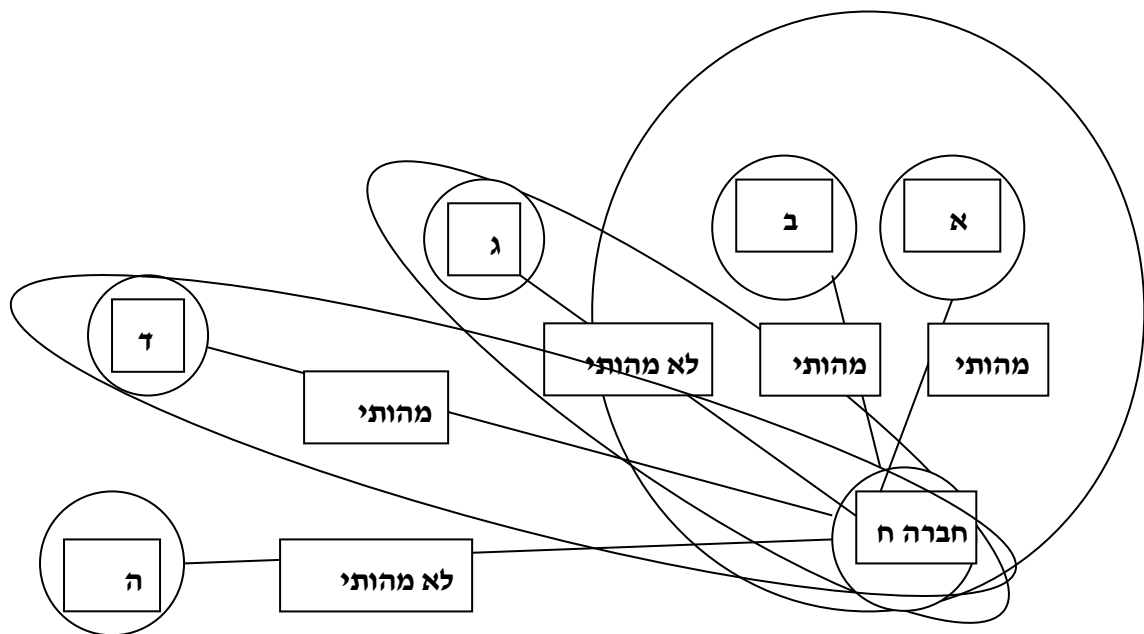 א
ב
ג
מהותי
מהותי
לא מהותי
ד
מהותי
חברה ח
ה
לא מהותי